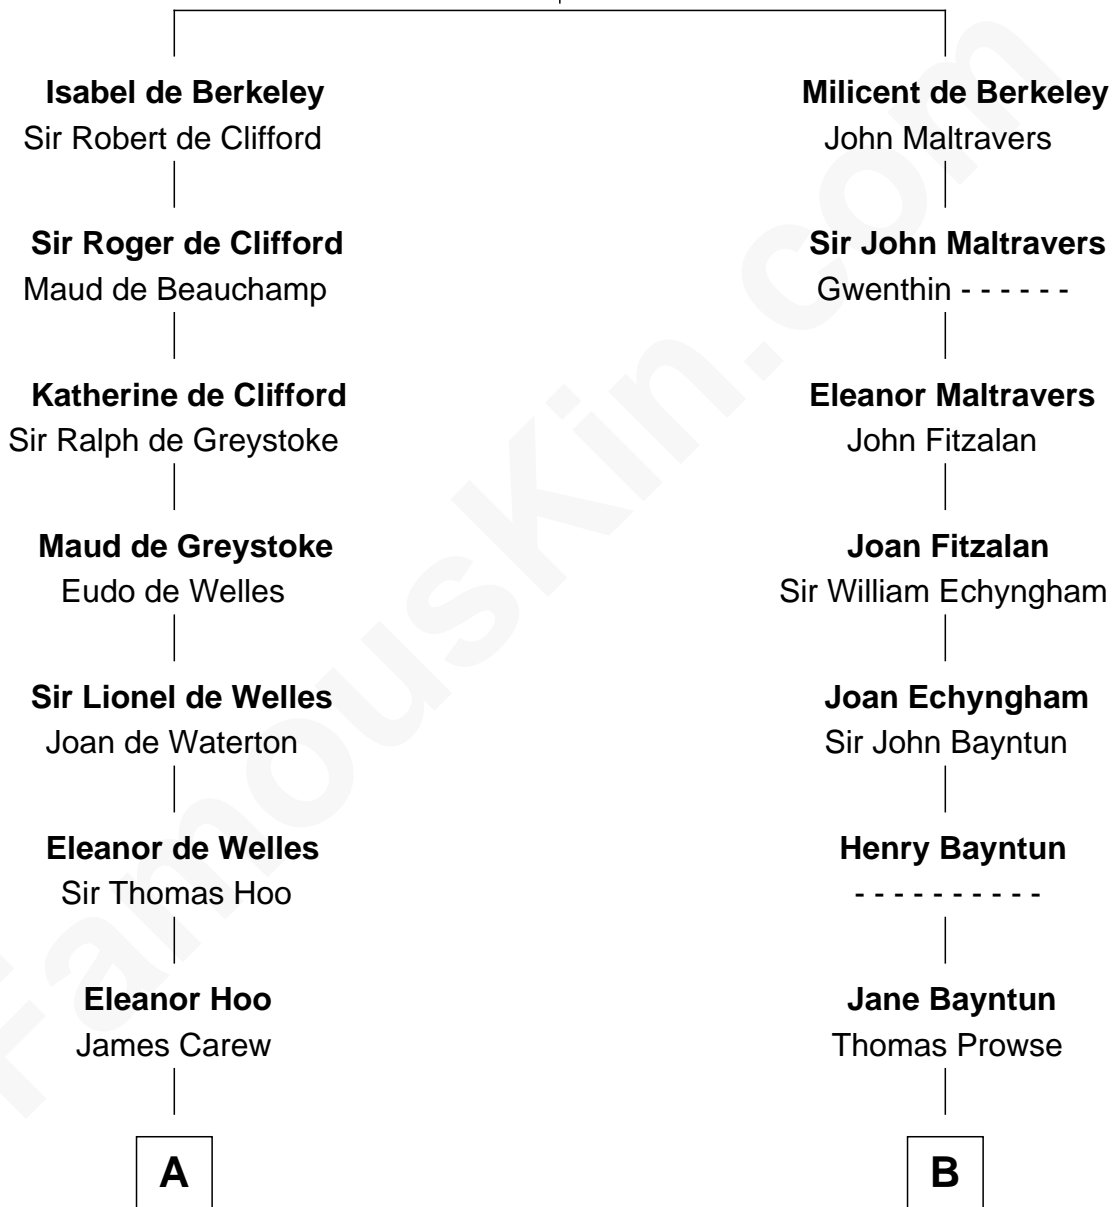 Isabel de Berkeley
Sir Robert de Clifford
Sir Roger de Clifford
Maud de Beauchamp
Katherine de Clifford
Sir Ralph de Greystoke
Maud de Greystoke
Eudo de Welles
Sir Lionel de Welles
Joan de Waterton
Eleanor de Welles
Sir Thomas Hoo
Eleanor Hoo
James Carew
A
Milicent de Berkeley
John Maltravers
Sir John Maltravers
Gwenthin - - - - - -
Eleanor Maltravers
John Fitzalan
Joan Fitzalan
Sir William Echyngham
Joan Echyngham
Sir John Bayntun
Henry Bayntun
- - - - - - - - - -
Jane Bayntun
Thomas Prowse
B
FamousKin.com